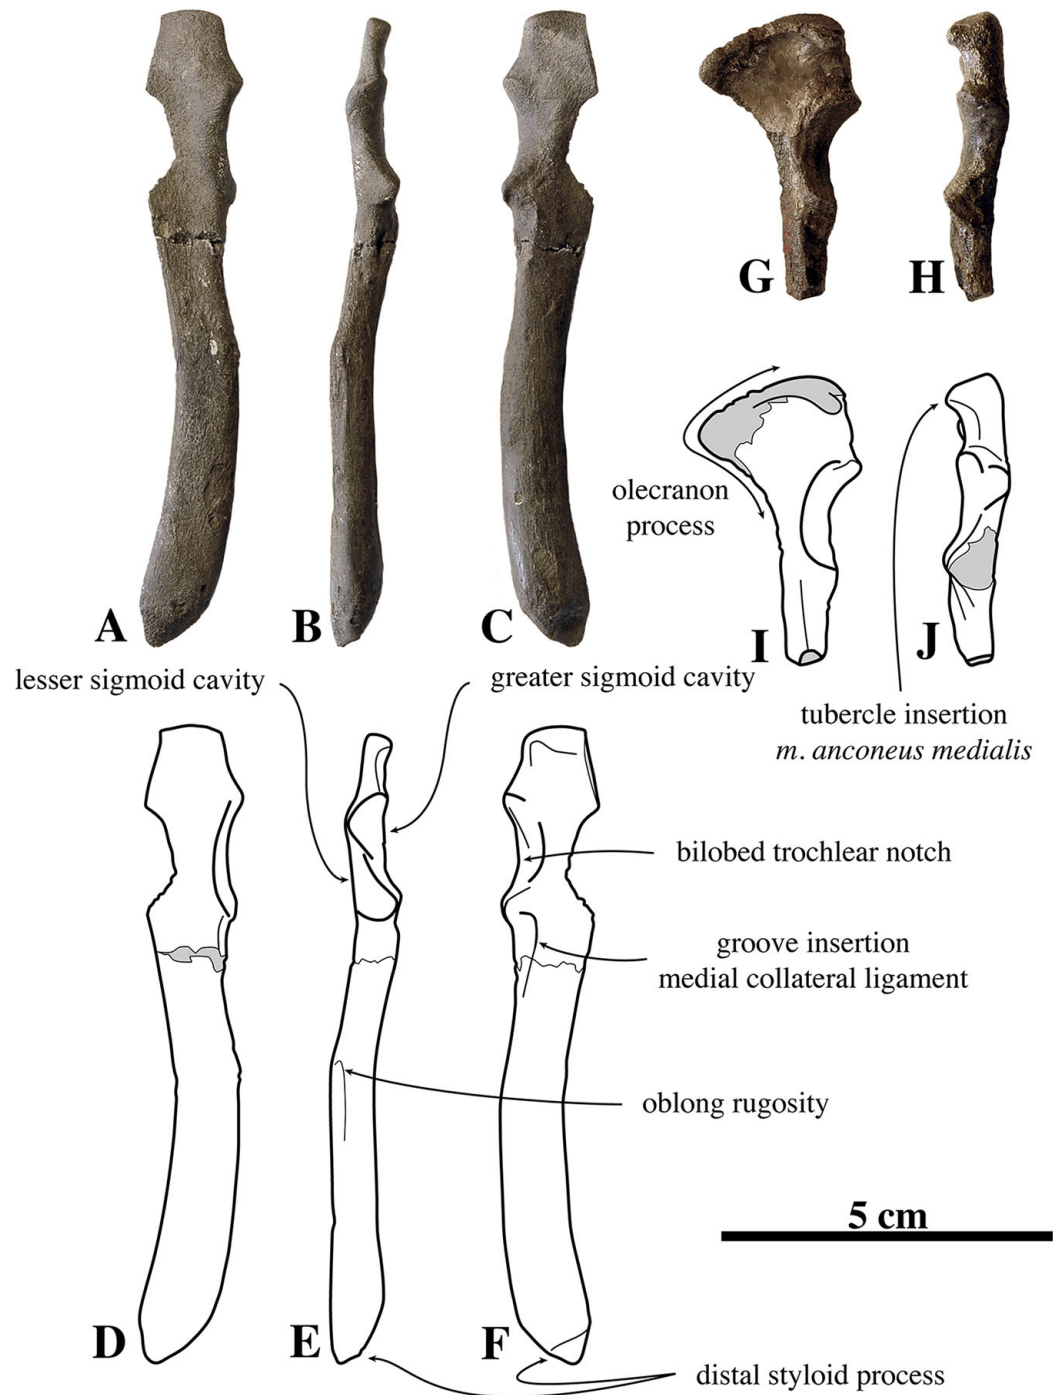 G
H
olecranon
process
A
B
C
I
J
lesser sigmoid cavity
greater sigmoid cavity
tubercle insertion
m. anconeus medialis
bilobed trochlear notch
groove insertion
medial collateral ligament
oblong rugosity
5 cm
D
E
F
distal styloid process